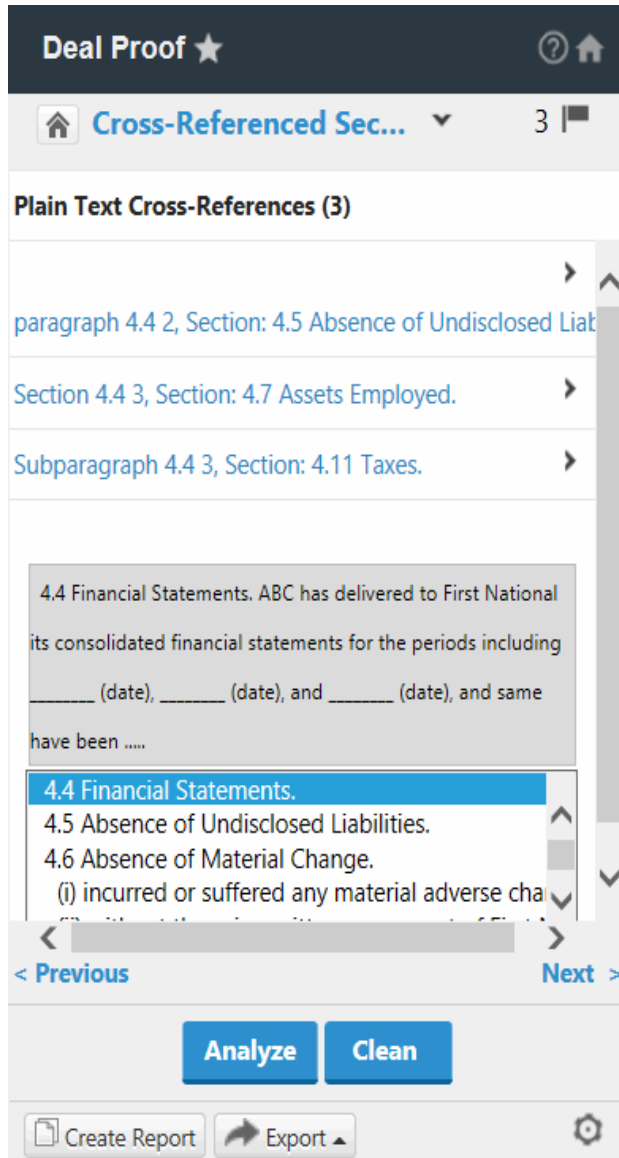 Deal Proof
Cross-Referenced Sec... 3
Plain Text Cross-References (3)
paragraph 4.4 2, Section: 4.5 Absence of Undisclosed Liab
Section 4.4 3, Section: 4.7 Assets Employed.
Subparagraph 4.4 3, Section: 4.11 Taxes.
4.4 Financial Statements. ABC has delivered to First National
its consolidated financial statements for the periods including
________ (date), ________ (date), and ________ (date), and same
have been .....
4.4 Financial Statements.
4.5 Absence of Undisclosed Liabilities.
4.6 Absence of Material Change.
(i) incurred or suffered any material adverse cha
< Previous Next >
Analyze Clean
Create Report Export